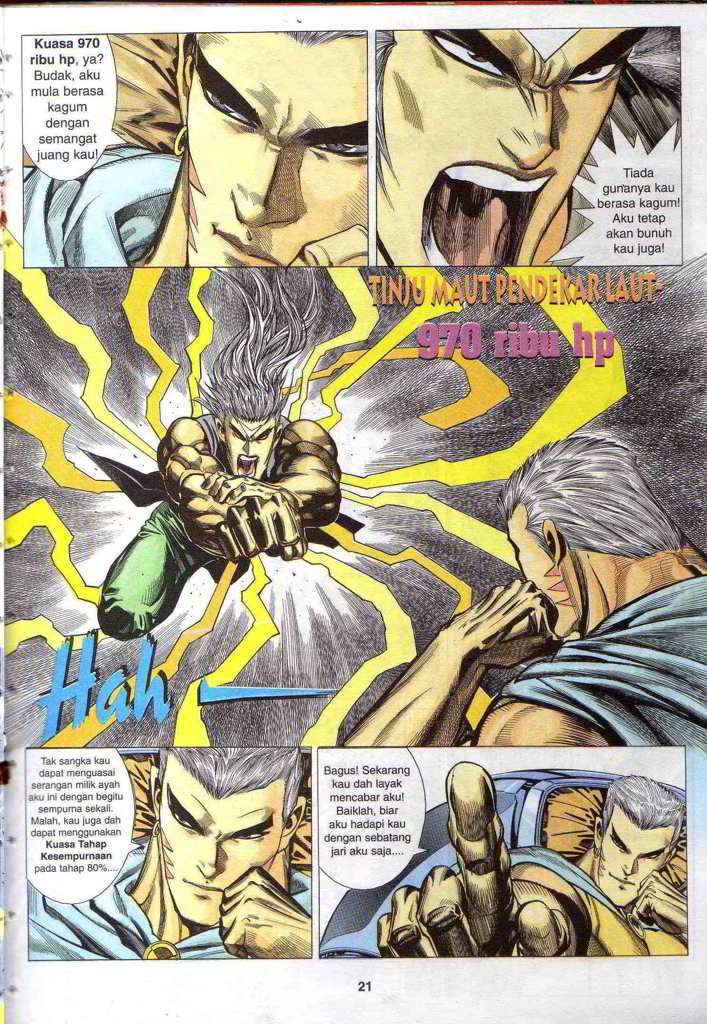 Kuasa 970
ribu hp, ya?
Budak, aku
mula berasa
kagum
dengan
semangat
juang kau!
Tiada
gunanya kau
berasa kagum!
Aku tetap
akan bunuh
kau juga!
TINJU MAUT PENDEKAR LAUT-
970 ribu hp
Hah
Tak sangka kau
dapat menguasai
serangan milik ayah
aku ini dengan begitu
sempurna sekali.
Malah, kau juga dah
dapat menggunakan
Kuasa Tahap
Kesempurnaan
pada tahap 80%....
Bagus! Sekarang
kau dah layak
mencabar aku!
Baiklah, biar
aku hadapi kau
dengan sebatang
jari aku saja....
21